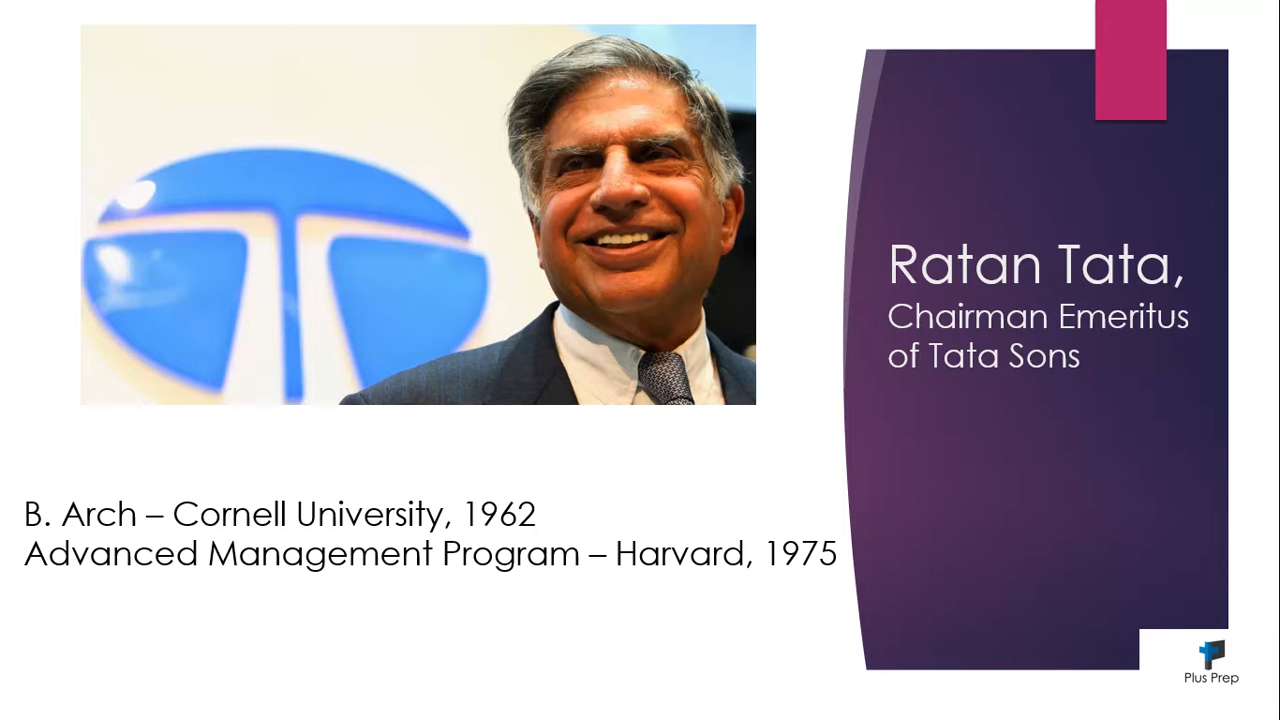 Ratan Tata,
Chairman Emeritus
of Tata Sons
B. Arch – Cornell University, 1962
Advanced Management Program – Harvard, 1975
Plus Prep